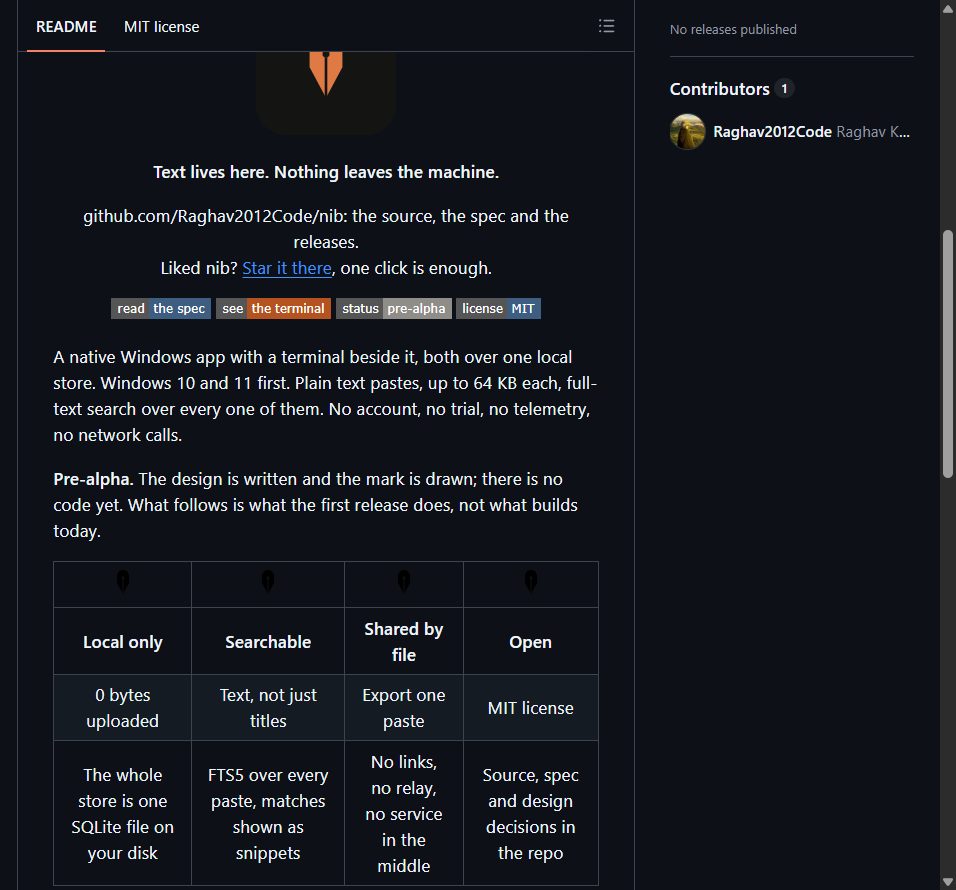 README
MIT license
No releases published
Contributors 1
Raghav2012Code Raghav K...
Text lives here. Nothing leaves the machine.
github.com/Raghav2012Code/nib: the source, the spec and the
releases.
Liked nib? Star it there, one click is enough.
read the spec see the terminal status pre-alpha license MIT
A native Windows app with a terminal beside it, both over one local
store. Windows 10 and 11 first. Plain text pastes, up to 64 KB each, full-
text search over every one of them. No account, no trial, no telemetry,
no network calls.
Pre-alpha. The design is written and the mark is drawn; there is no
code yet. What follows is what the first release does, not what builds
today.
Local only
Searchable
Shared by
file
Open
0 bytes
uploaded
Text, not just
titles
Export one
paste
MIT license
The whole
store is one
SQLite file on
your disk
FTS5 over every
paste, matches
shown as
snippets
No links,
no relay,
no service
in the
middle
Source, spec
and design
decisions in
the repo